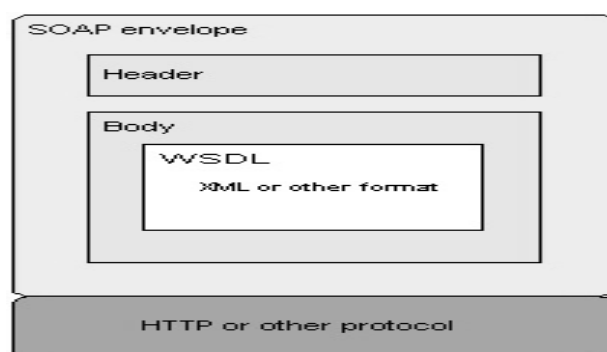 SOAP envelope
Header
Body
WSDL
XML or other format
HTTP or other protocol